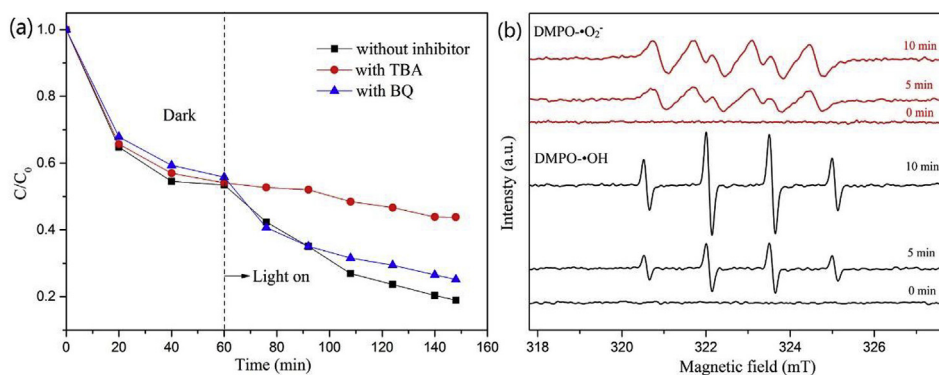 (a)
without inhibitor
with TBA
with BQ
Dark
Light on
C/C0
1.0
0.8
0.6
0.4
0.2
0 20 40 60 80 100 120 140 160
Time (min)
(b)
DMPO-•O2-
10 min
5 min
0 min
DMPO-•OH
10 min
5 min
0 min
Intensty (a.u.)
318 320 322 324 326
Magnetic field (mT)